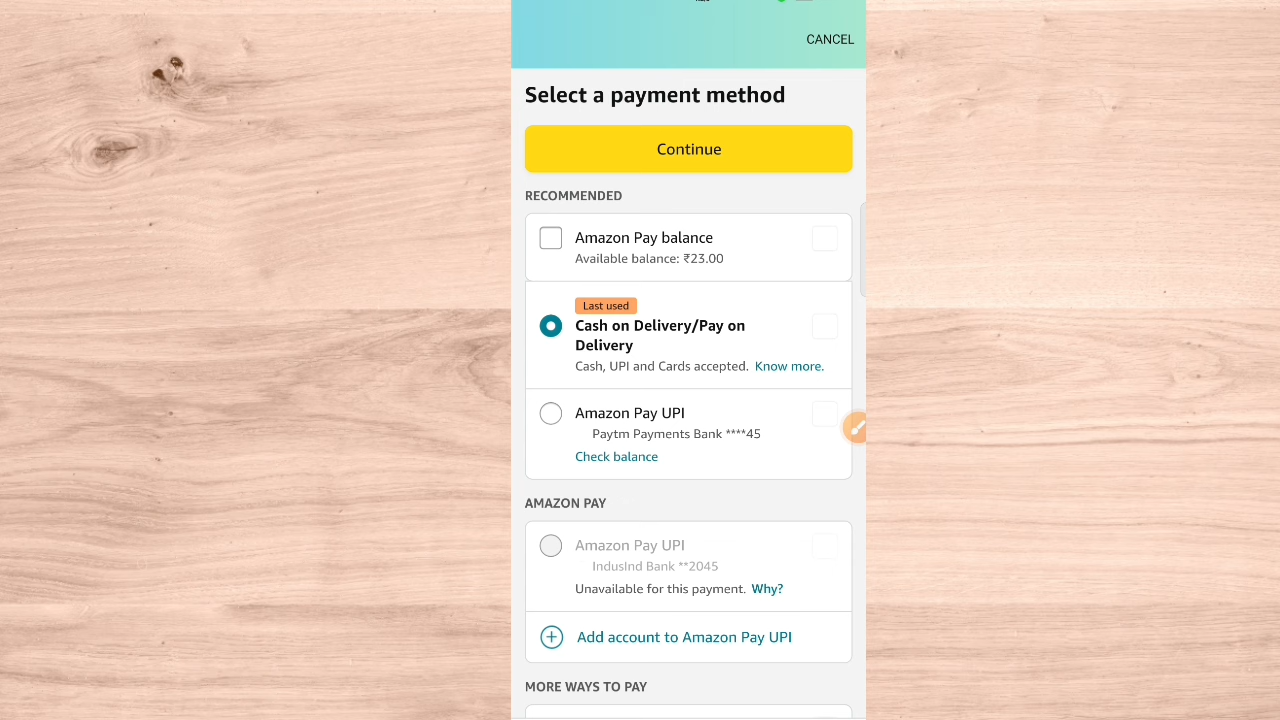 CANCEL
Select a payment method
Continue
RECOMMENDED
Amazon Pay balance
Available balance: ₹23.00
Last used
Cash on Delivery/Pay on
Delivery
Cash, UPI and Cards accepted. Know more.
Amazon Pay UPI
Paytm Payments Bank ****45
Check balance
AMAZON PAY
Amazon Pay UPI
IndusInd Bank **2045
Unavailable for this payment. Why?
Add account to Amazon Pay UPI
MORE WAYS TO PAY